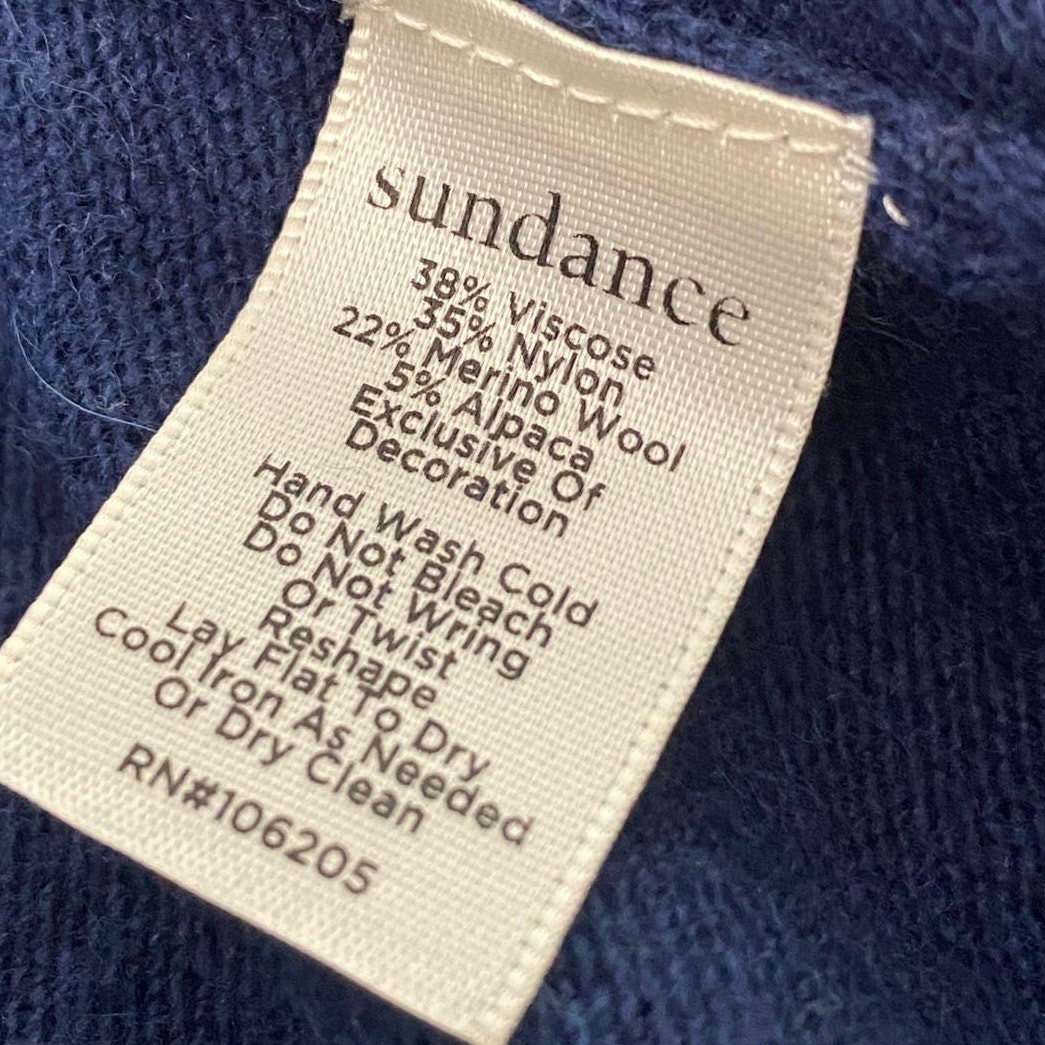 sundance
38% Viscose
35% Nylon
22% Merino Wool
5% Alpaca
Exclusive Of
Decoration
Hand Wash Cold
Do Not Bleach
Do Not Wring
Or Twist
Reshape
Lay Flat To Dry
Cool Iron As Needed
Or Dry Clean
RN#106205